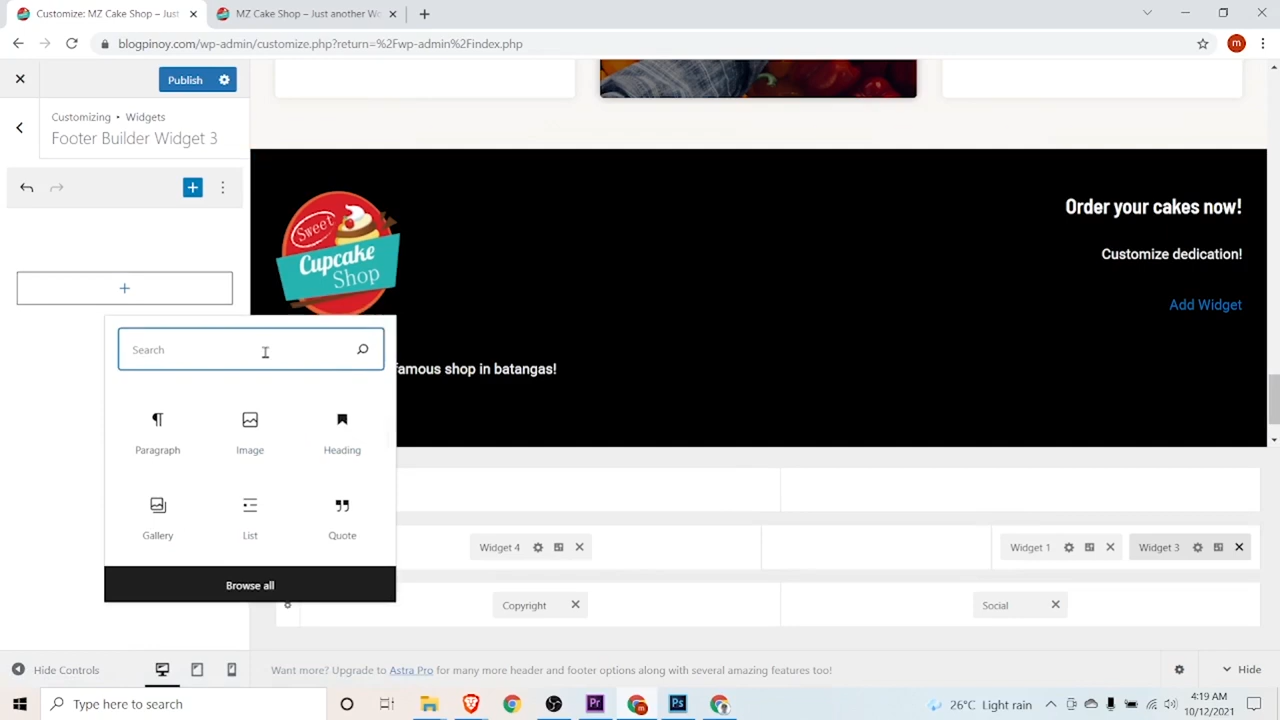 Customize: MZ Cake Shop – Just
MZ Cake Shop – Just another Wo
blogpinoy.com/wp-admin/customize.php?return=%2Fwp-admin%2Findex.php
m
Publish
Customizing • Widgets
Footer Builder Widget 3
Sweet
Cupcake
Shop
Order your cakes now!
Customize dedication!
Add Widget
Search
famous shop in batangas!
Paragraph
Image
Heading
Gallery
List
Quote
Browse all
Widget 4
Widget 1
Widget 3
Copyright
Social
Hide Controls
Want more? Upgrade to Astra Pro for many more header and footer options along with several amazing features too!
Hide
Type here to search
Pr
m
Ps
26°C Light rain
4:19 AM
10/12/2021